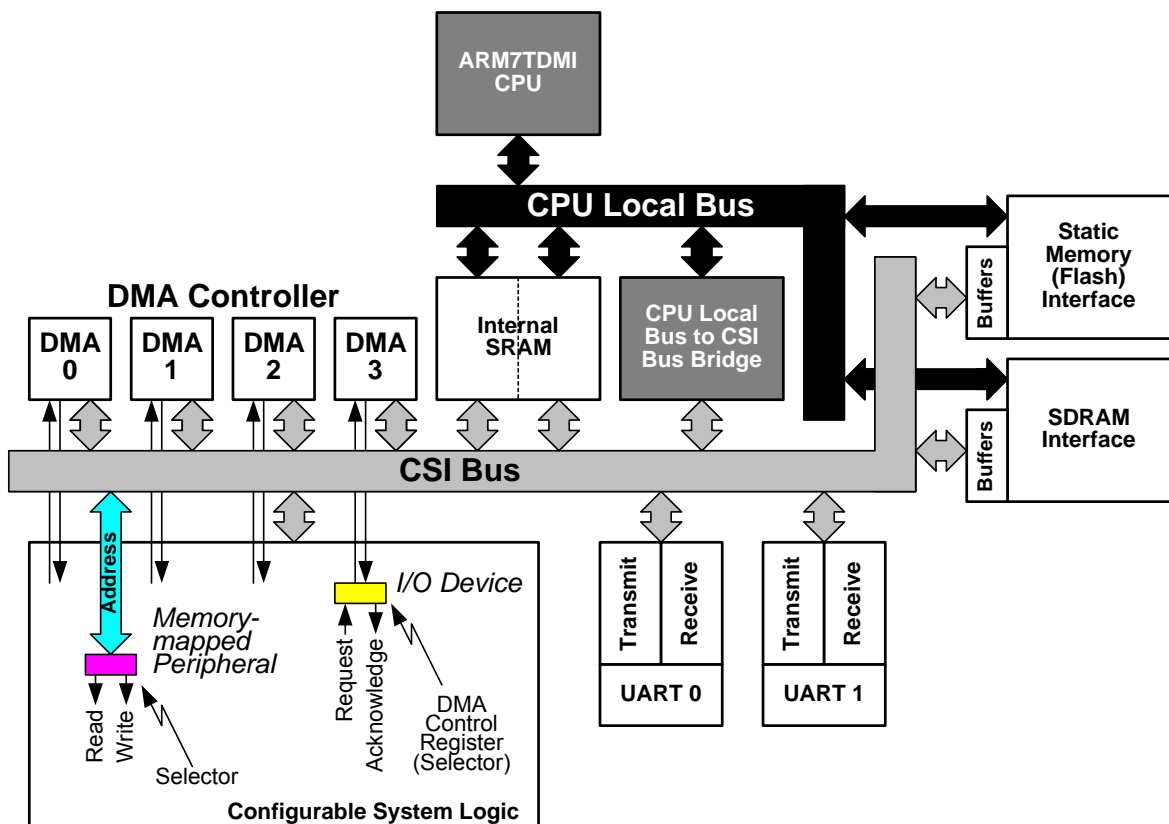 ARM7TDMI
CPU
CPU Local Bus
Static
Memory
(Flash)
Interface
Buffers
DMA Controller
DMA
0
DMA
1
DMA
2
DMA
3
Internal
SRAM
CPU Local
Bus to CSI
Bus Bridge
SDRAM
Interface
Buffers
CSI Bus
Address
Memory-
mapped
Peripheral
Read
Write
Selector
I/O Device
Request
Acknowledge
DMA
Control
Register
(Selector)
Configurable System Logic
Transmit
Receive
UART 0
Transmit
Receive
UART 1